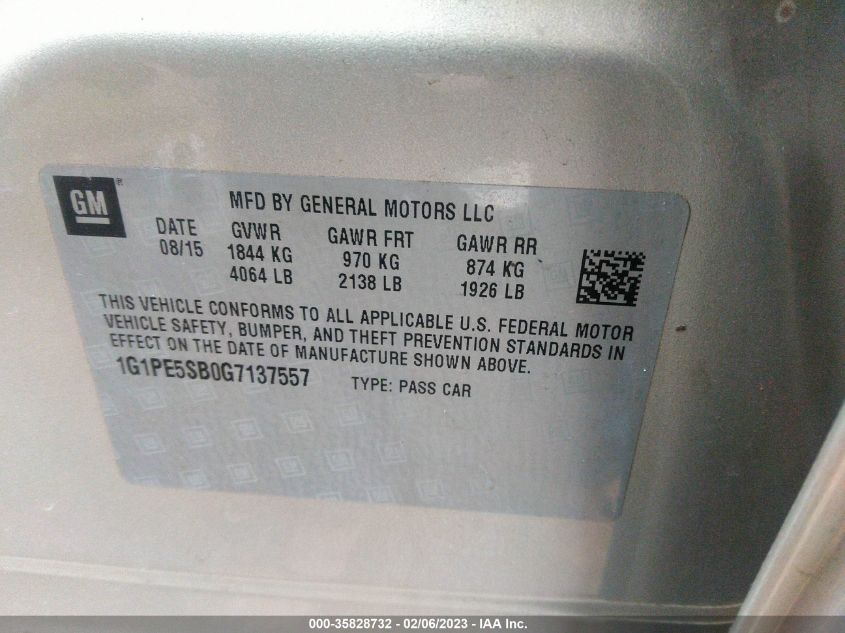 GM®
MFD BY GENERAL MOTORS LLC
DATE GVWR GAWR FRT GAWR RR
08/15 1844 KG 970 KG 874 KG
4064 LB 2138 LB 1926 LB
THIS VEHICLE CONFORMS TO ALL APPLICABLE U.S. FEDERAL MOTOR
VEHICLE SAFETY, BUMPER, AND THEFT PREVENTION STANDARDS IN
EFFECT ON THE DATE OF MANUFACTURE SHOWN ABOVE.
1G1PE5SB0G7137557 TYPE: PASS CAR
000-35828732 - 02/06/2023 - IAA Inc.